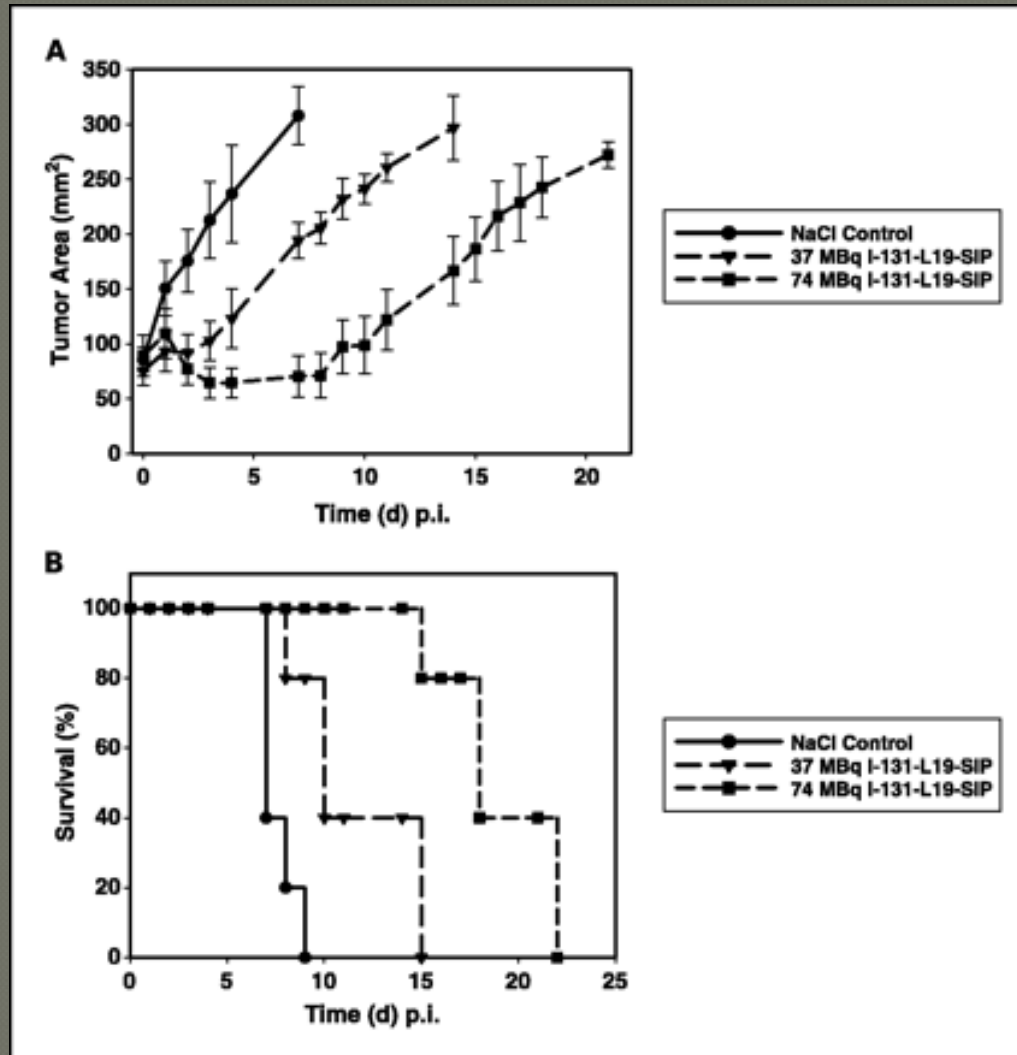 A
350
300
250
200
150
100
50
0
Tumor Area (mm²)
0 5 10 15 20
Time (d) p.i.
NaCl Control
37 MBq I-131-L19-SIP
74 MBq I-131-L19-SIP
B
100
80
60
40
20
0
Survival (%)
0 5 10 15 20 25
Time (d) p.i.
NaCl Control
37 MBq I-131-L19-SIP
74 MBq I-131-L19-SIP